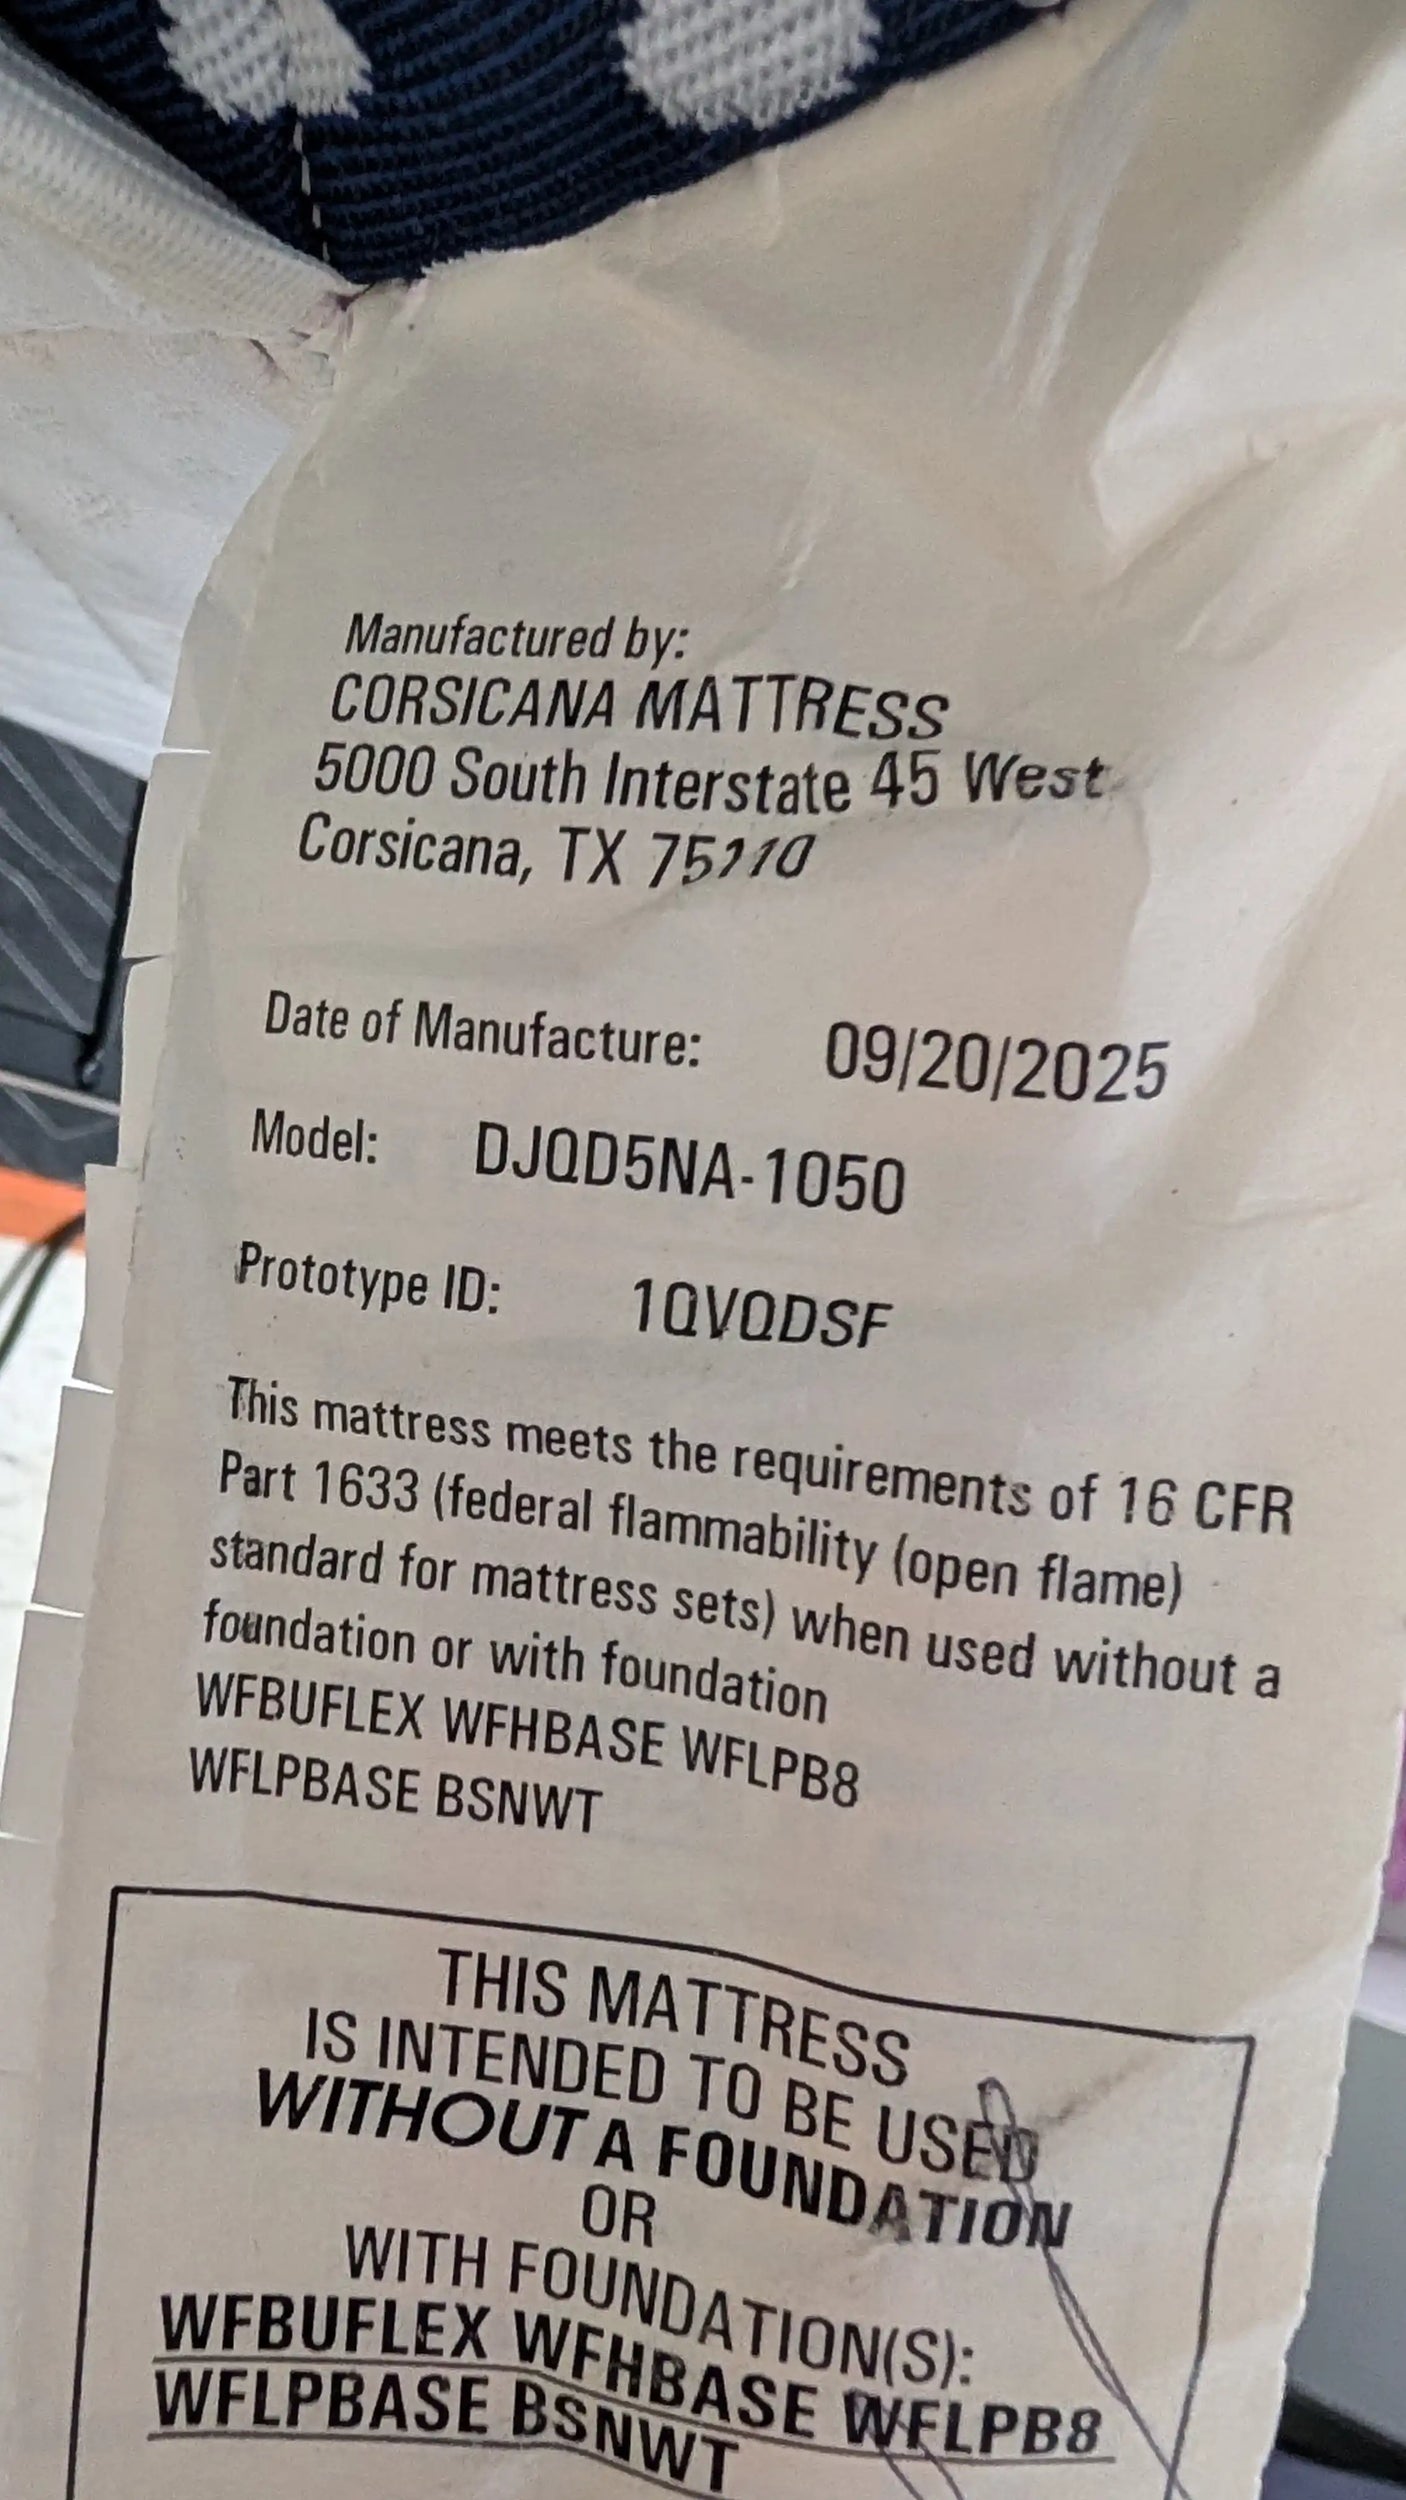 Manufactured by:
CORSICANA MATTRESS
5000 South Interstate 45 West
Corsicana, TX 75110
Date of Manufacture: 09/20/2025
Model: DJQD5NA-1050
Prototype ID: 1QVQDSF
This mattress meets the requirements of 16 CFR
Part 1633 (federal flammability (open flame)
standard for mattress sets) when used without a
foundation or with foundation
WFBUFLEX WFHBASE WFLPB8
WFLPBASE BSNWT
THIS MATTRESS
IS INTENDED TO BE USED
WITHOUT A FOUNDATION
OR
WITH FOUNDATION(S):
WFBUFLEX WFHBASE WFLPB8
WFLPBASE BSNWT